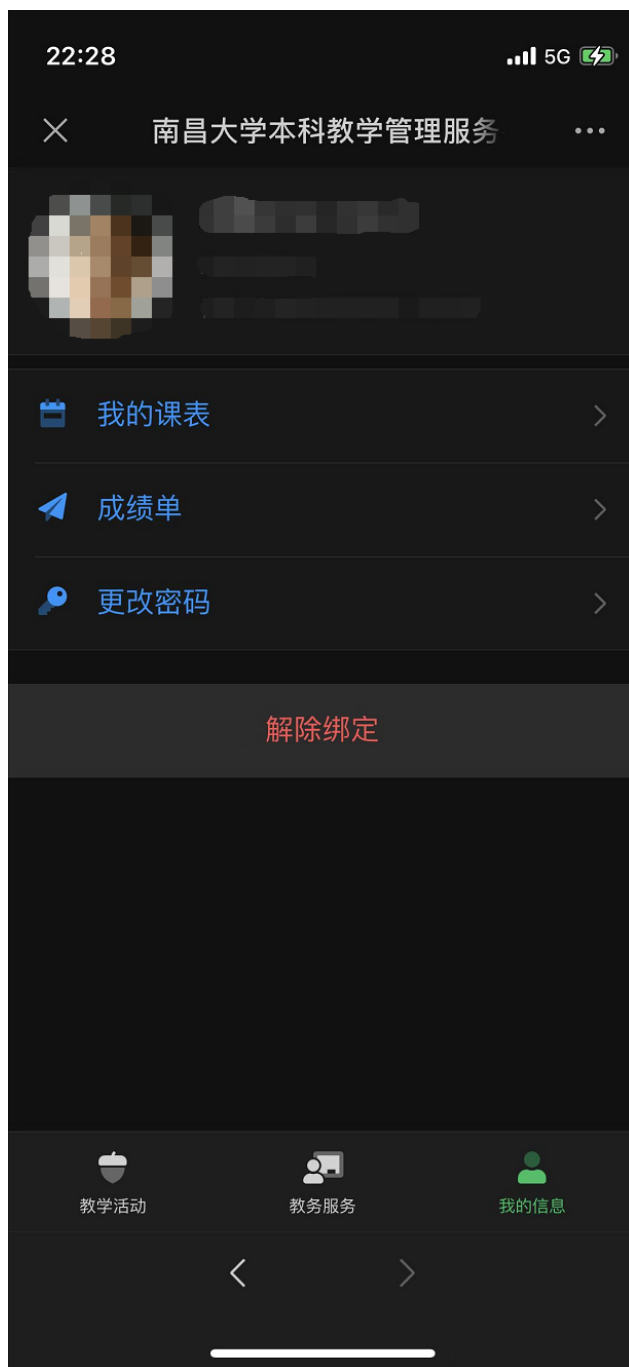 22:28
5G
南昌大学本科教学管理服务
我的课表
成绩单
更改密码
解除绑定
教学活动
教务服务
我的信息